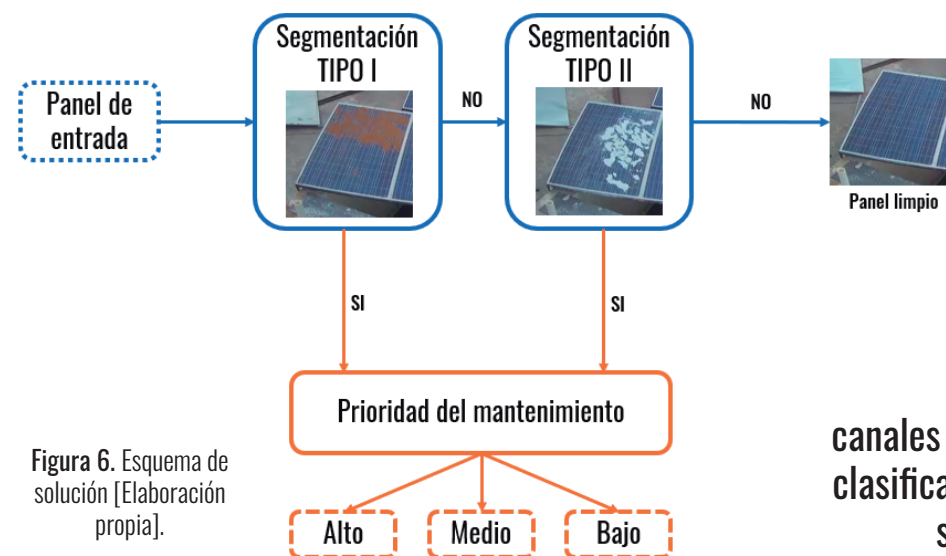 Segmentación
TIPO I
Segmentación
TIPO II
Panel de
entrada
NO
NO
Panel limpio
SI
SI
Prioridad del mantenimiento
Figura 6. Esquema de
solución [Elaboración
propia].
Alto
Medio
Bajo
canales